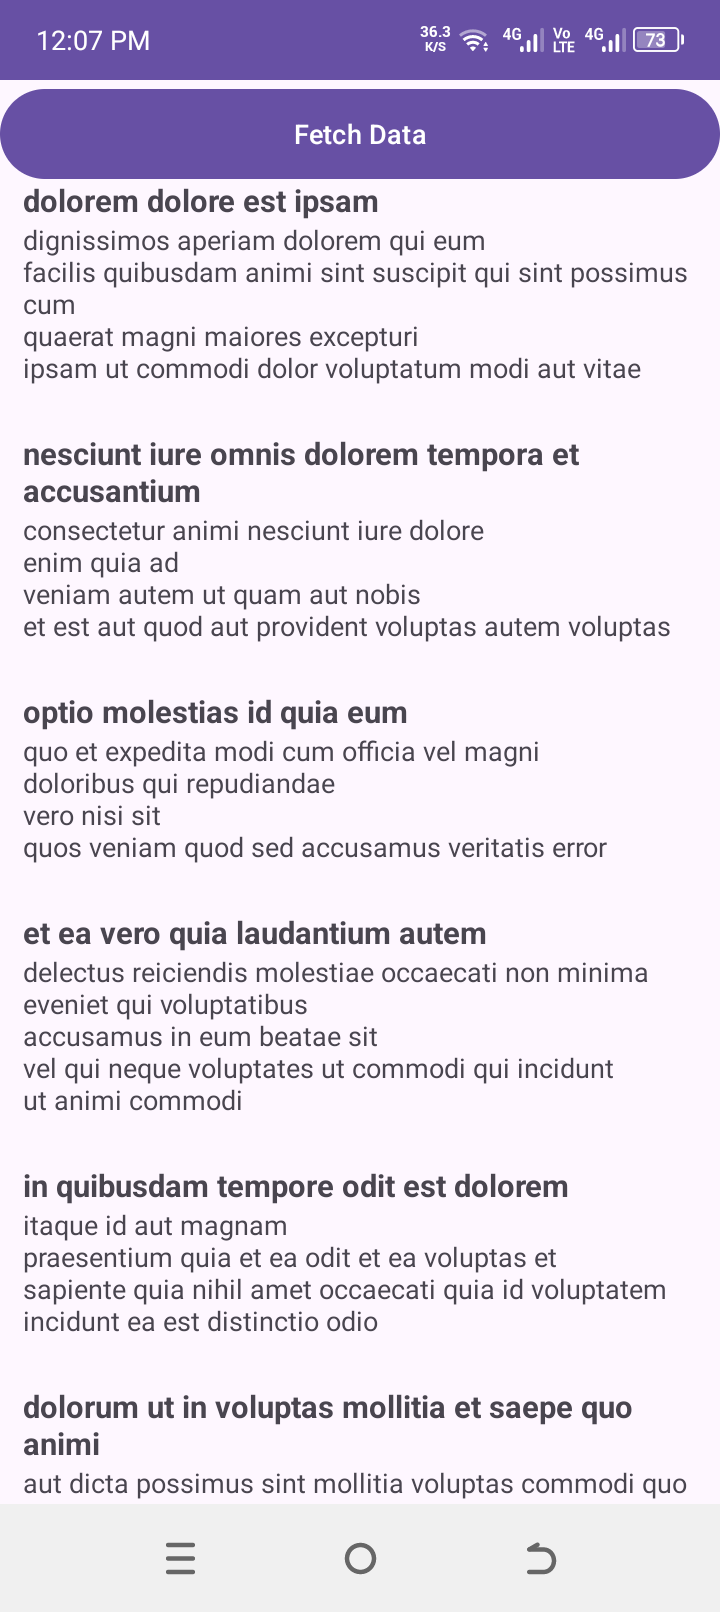 12:07 PM
36.3
K/S
4G
Vo
LTE
4G
73
Fetch Data
dolorem dolore est ipsam
dignissimos aperiam dolorem qui eum
facilis quibusdam animi sint suscipit qui sint possimus
cum
quaerat magni maiores excepturi
ipsam ut commodi dolor voluptatum modi aut vitae
nesciunt iure omnis dolorem tempora et
accusantium
consectetur animi nesciunt iure dolore
enim quia ad
veniam autem ut quam aut nobis
et est aut quod aut provident voluptas autem voluptas
optio molestias id quia eum
quo et expedita modi cum officia vel magni
doloribus qui repudiandae
vero nisi sit
quos veniam quod sed accusamus veritatis error
et ea vero quia laudantium autem
delectus reiciendis molestiae occaecati non minima
eveniet qui voluptatibus
accusamus in eum beatae sit
vel qui neque voluptates ut commodi qui incidunt
ut animi commodi
in quibusdam tempore odit est dolorem
itaque id aut magnam
praesentium quia et ea odit et ea voluptas et
sapiente quia nihil amet occaecati quia id voluptatem
incidunt ea est distinctio odio
dolorum ut in voluptas mollitia et saepe quo
animi
aut dicta possimus sint mollitia voluptas commodi quo